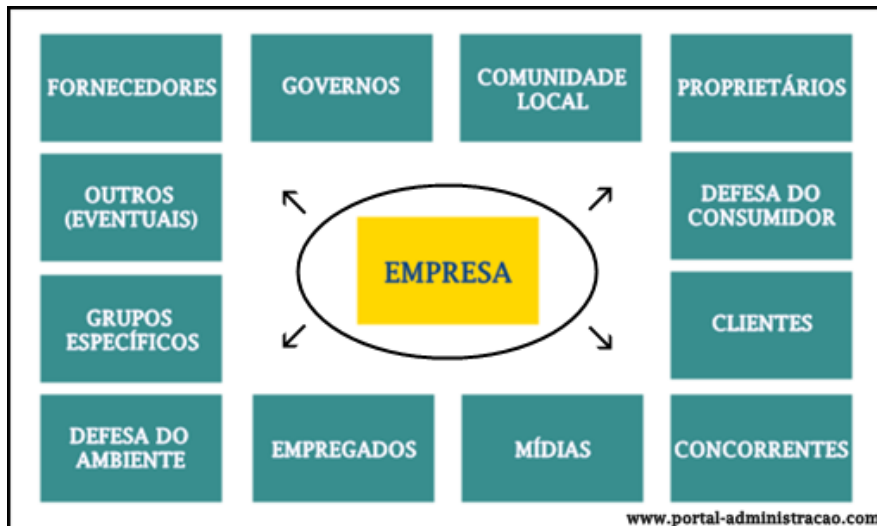 FORNECEDORES
GOVERNOS
COMUNIDADE
LOCAL
PROPRIETÁRIOS
OUTROS
(EVENTUAIS)
DEFESA DO
CONSUMIDOR
EMPRESA
GRUPOS
ESPECÍFICOS
CLIENTES
DEFESA DO
AMBIENTE
EMPREGADOS
MÍDIAS
CONCORRENTES
www.portal-administracao.com